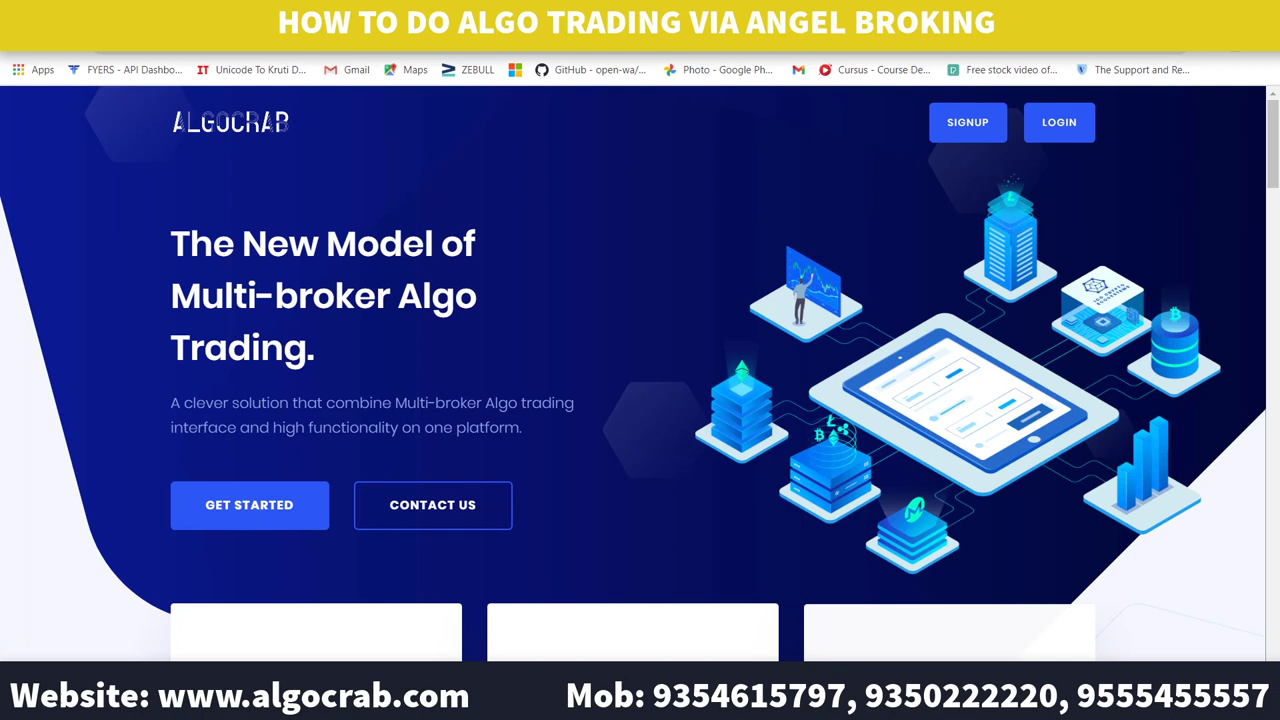 HOW TO DO ALGO TRADING VIA ANGEL BROKING
Apps FYERS - API Dashbo... Unicode To Kruti D... Gmail Maps ZEBULL GitHub - open-wa/... Photo - Google Ph... Cursus - Course De... Free stock video of... The Support and Re...
ALGOCRAB
SIGNUP LOGIN
The New Model of
Multi-broker Algo
Trading.
A clever solution that combine Multi-broker Algo trading
interface and high functionality on one platform.
GET STARTED CONTACT US
Website: www.algocrab.com Mob: 9354615797, 9350222220, 9555455557